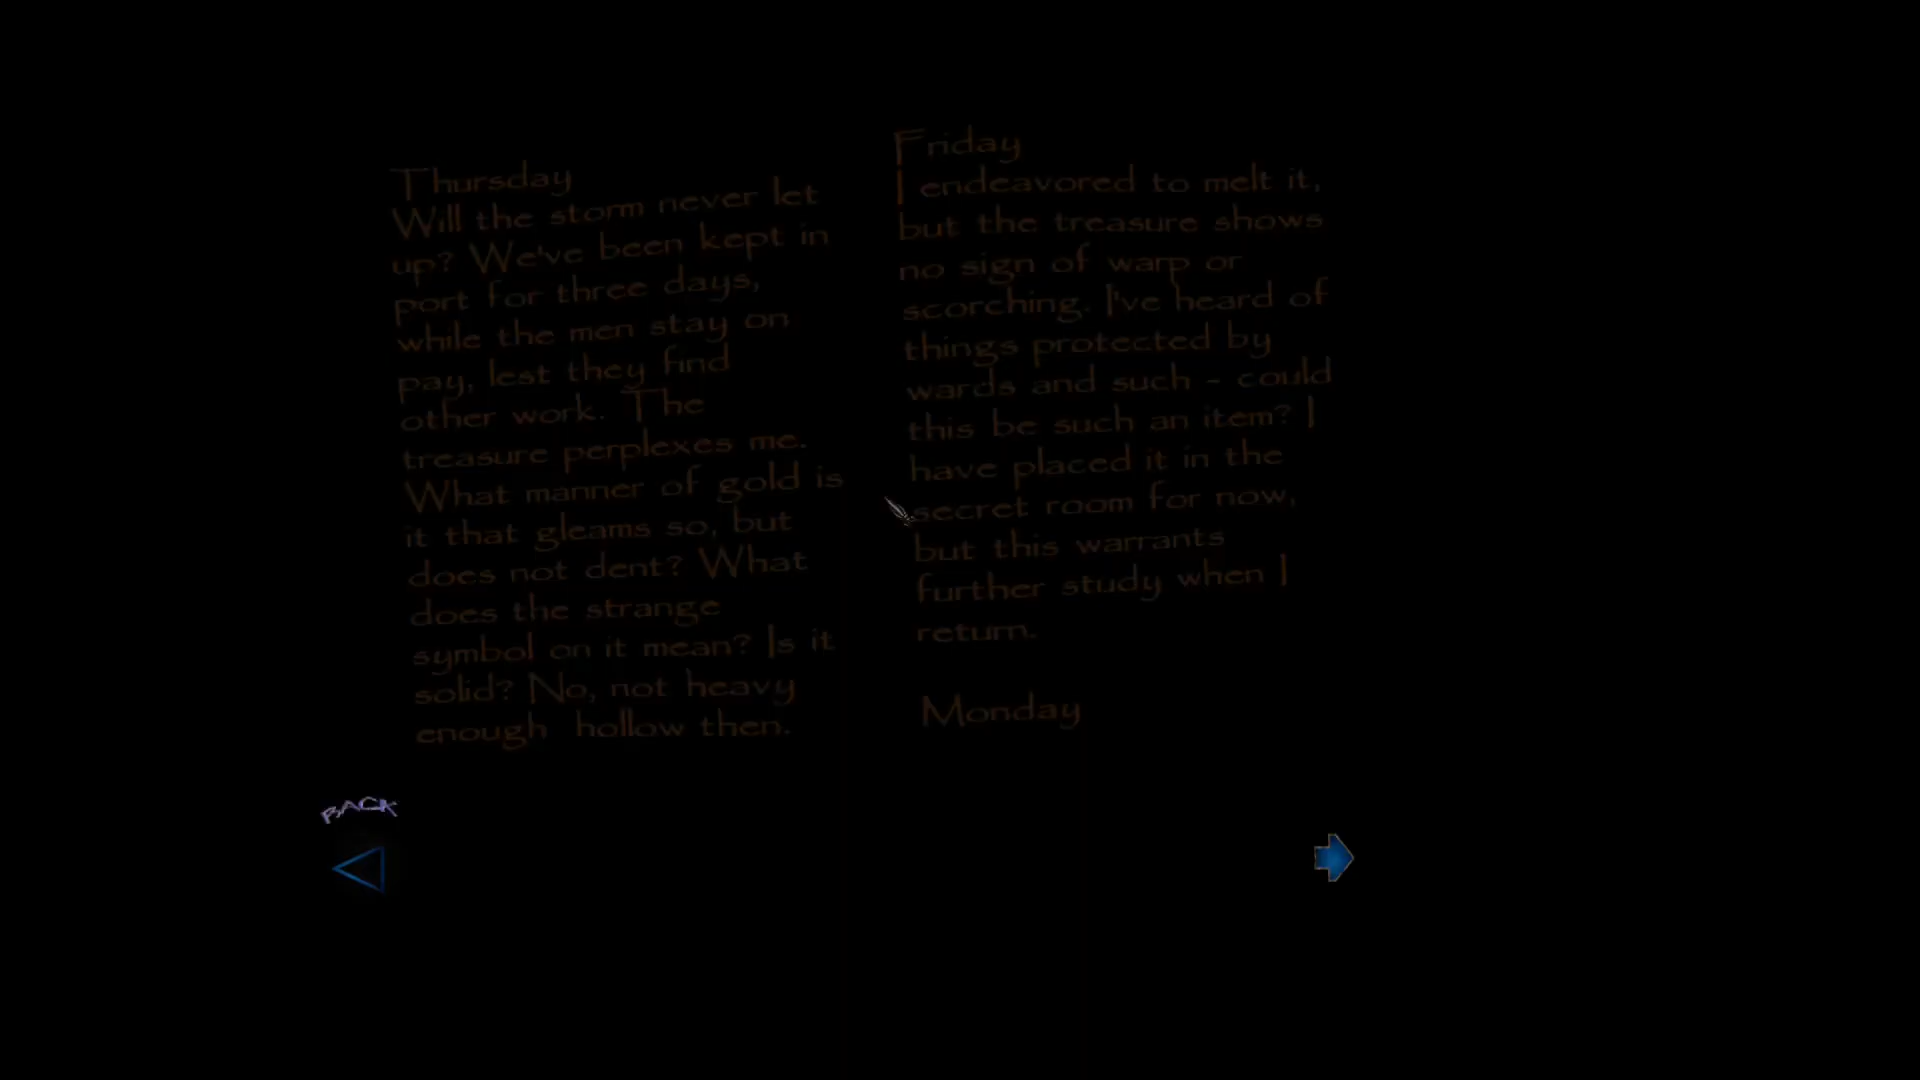 Thursday
Will the storm never let
up? We've been kept in
port for three days,
while the men stay on
pay, lest they find
other work. The
treasure perplexes me.
What manner of gold is
it that gleams so, but
does not dent? What
does the strange
symbol on it mean? Is it
solid? No, not heavy
enough hollow then.
Friday
I endeavored to melt it,
but the treasure shows
no sign of warp or
scorching. I've heard of
things protected by
wards and such - could
this be such an item? I
have placed it in the
secret room for now,
but this warrants
further study when I
return.
Monday
BACK